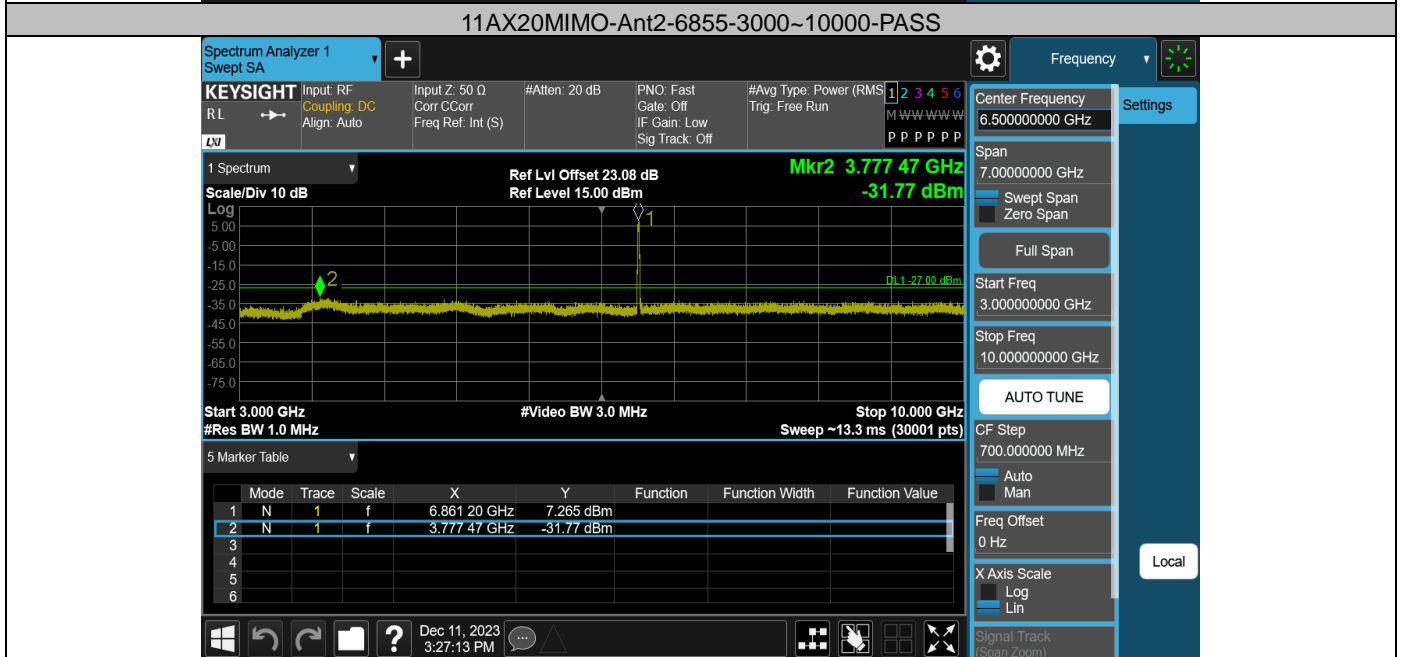 11AX20MIMO-Ant2-6855-3000~10000-PASS
Spectrum Analyzer 1
Swept SA
Frequency
KEYSIGHT
RL
LXI
Input: RF
Coupling: DC
Align: Auto
Input Z: 50 Ω
Corr CCorr
Freq Ref: Int (S)
#Atten: 20 dB
PNO: Fast
Gate: Off
IF Gain: Low
Sig Track: Off
#Avg Type: Power (RMS
Trig: Free Run
1 2 3 4 5 6
M W W W W W
P P P P P P
Center Frequency
6.500000000 GHz
Settings
Span
7.00000000 GHz
Swept Span
Zero Span
Full Span
Start Freq
3.000000000 GHz
Stop Freq
10.000000000 GHz
AUTO TUNE
CF Step
700.000000 MHz
Auto
Man
Freq Offset
0 Hz
X Axis Scale
Log
Lin
Signal Track
(Span Zoom)
Local
1 Spectrum
Scale/Div 10 dB
Ref Lvl Offset 23.08 dB
Ref Level 15.00 dBm
Mkr2 3.777 47 GHz
-31.77 dBm
Log
5.00
-5.00
-15.0
-25.0
-35.0
-45.0
-55.0
-65.0
-75.0
1
2
DL1 -27.00 dBm
Start 3.000 GHz
#Video BW 3.0 MHz
Stop 10.000 GHz
#Res BW 1.0 MHz
Sweep ~13.3 ms (30001 pts)
5 Marker Table
Mode Trace Scale X Y Function Function Width Function Value
1 N 1 f 6.861 20 GHz 7.265 dBm
2 N 1 f 3.777 47 GHz -31.77 dBm
3
4
5
6
?
Dec 11, 2023
3:27:13 PM